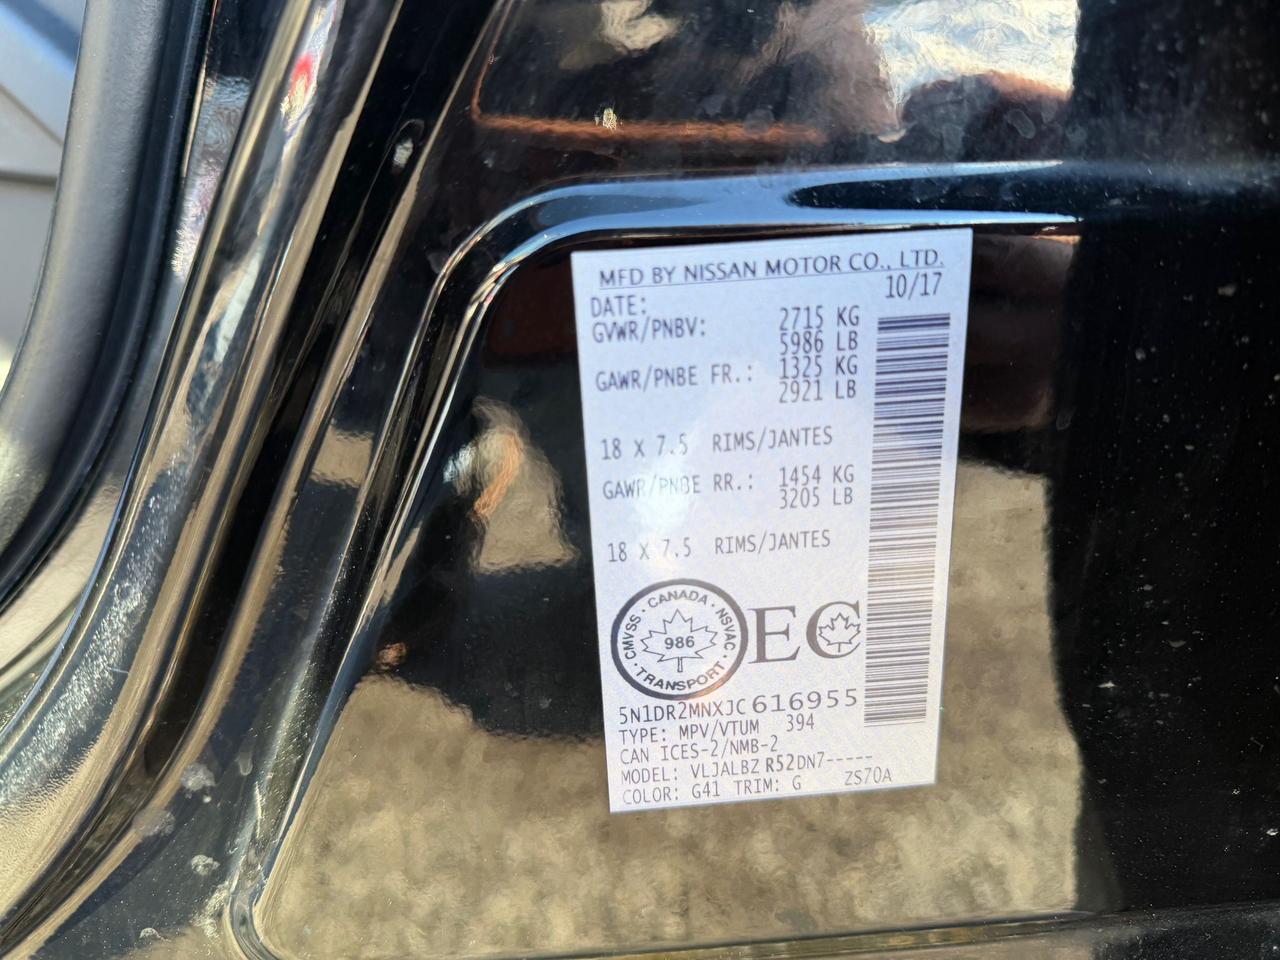 MFD BY NISSAN MOTOR CO., LTD.
DATE: 10/17
GVWR/PNBV: 2715 KG
5986 LB
GAWR/PNBE FR.: 1325 KG
2921 LB
18 X 7.5 RIMS/JANTES
GAWR/PNBE RR.: 1454 KG
3205 LB
18 X 7.5 RIMS/JANTES
CANADA · NSVAC · TRANSPORT · CMVSS ·
986
EC
5N1DR2MNXJC616955
TYPE: MPV/VTUM 394
CAN ICES-2/NMB-2
MODEL: VLJALBZ R52DN7-----
COLOR: G41 TRIM: G ZS70A